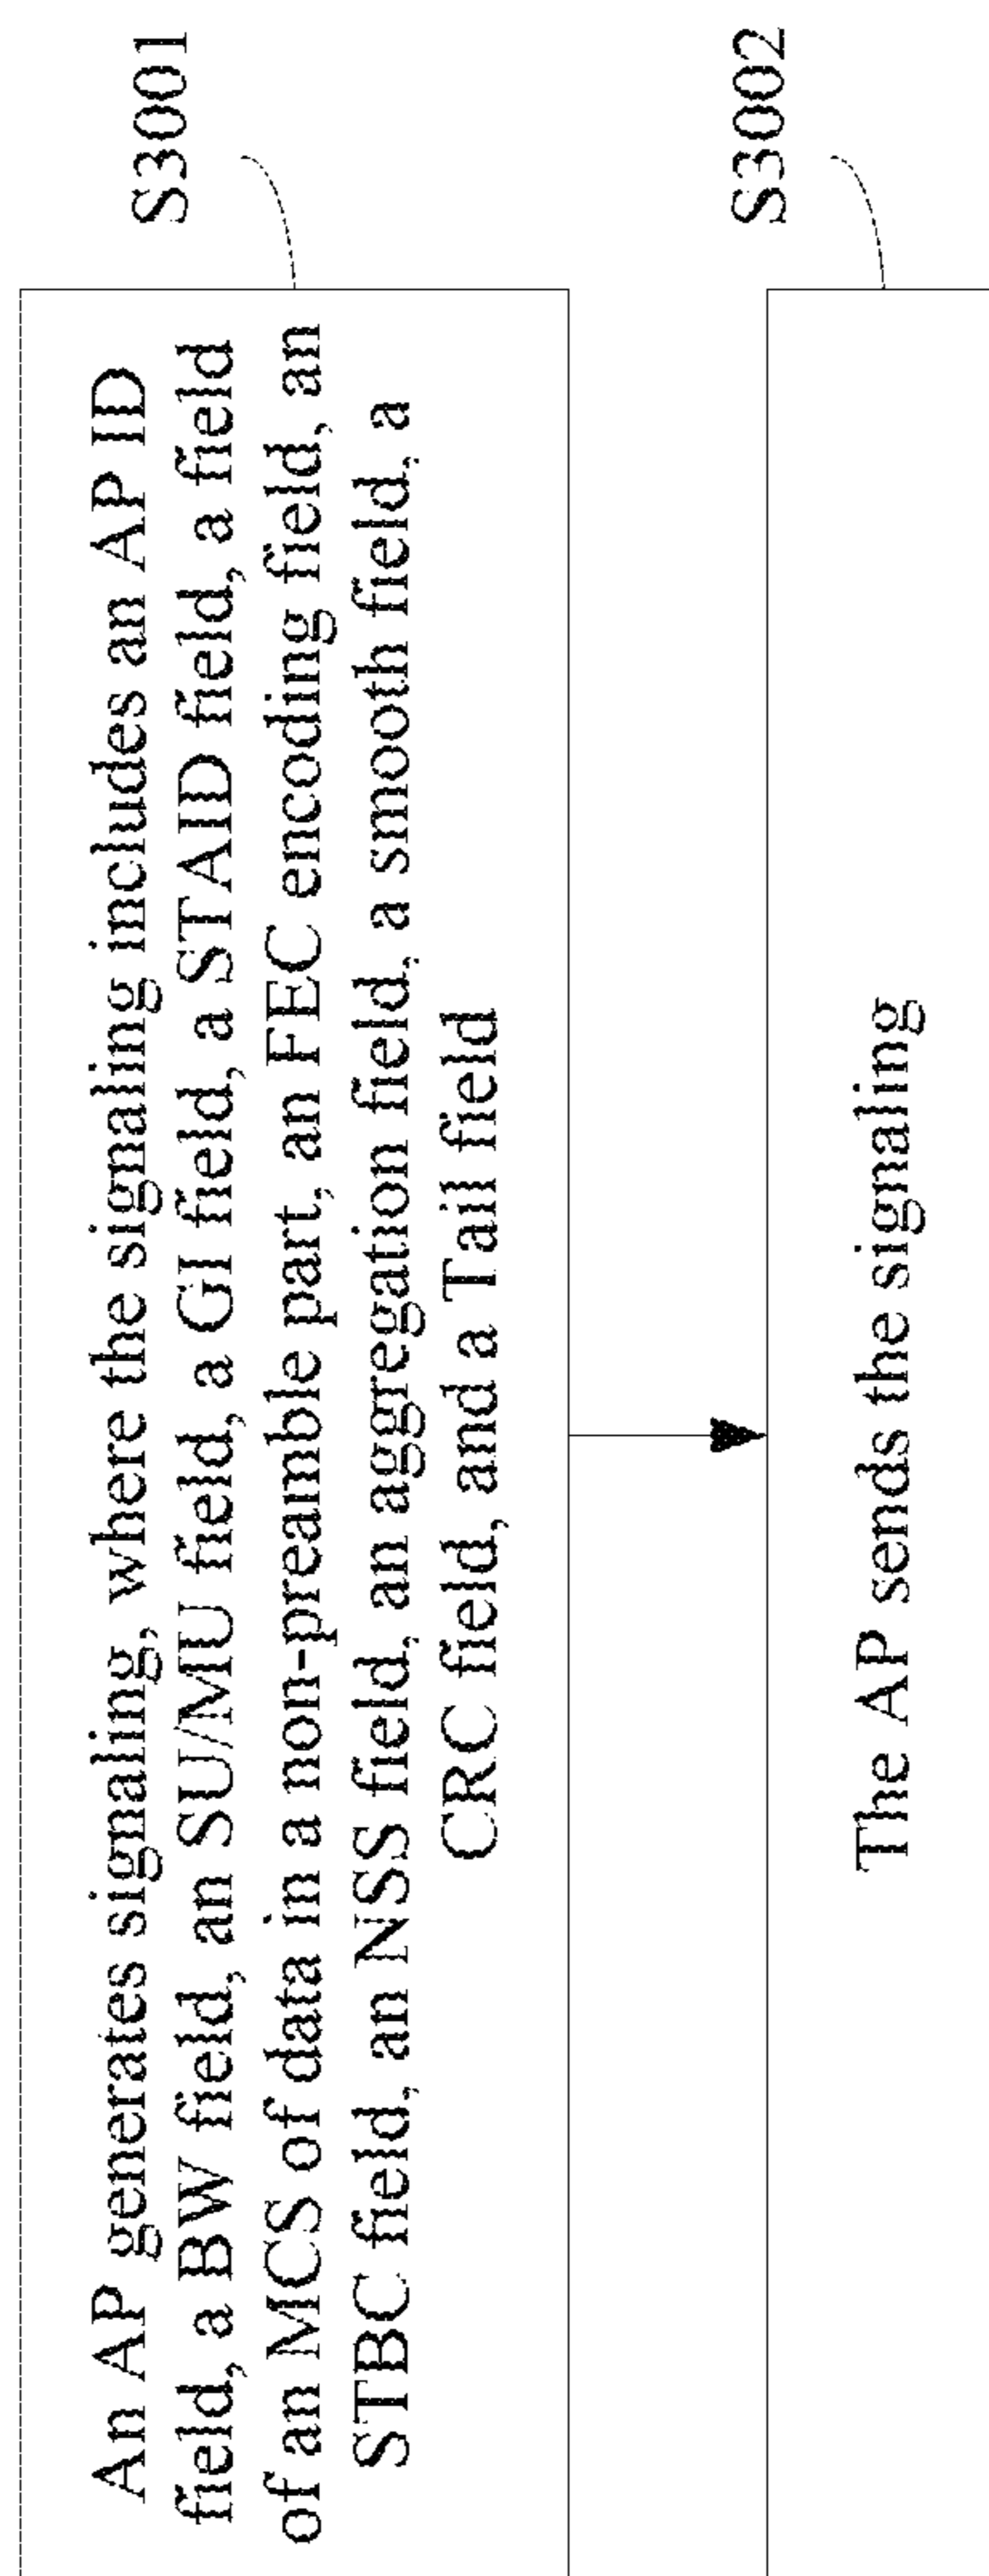 An AP generates signaling, where the signaling includes an AP ID
field, a BW field, an SU/MU field, a GI field, a STAID field, a field
of an MCS of data in a non-preamble part, an FEC encoding field, an
STBC field, an NSS field, an aggregation field, a smooth field, a
CRC field, and a Tail field
S3001
The AP sends the signaling
S3002